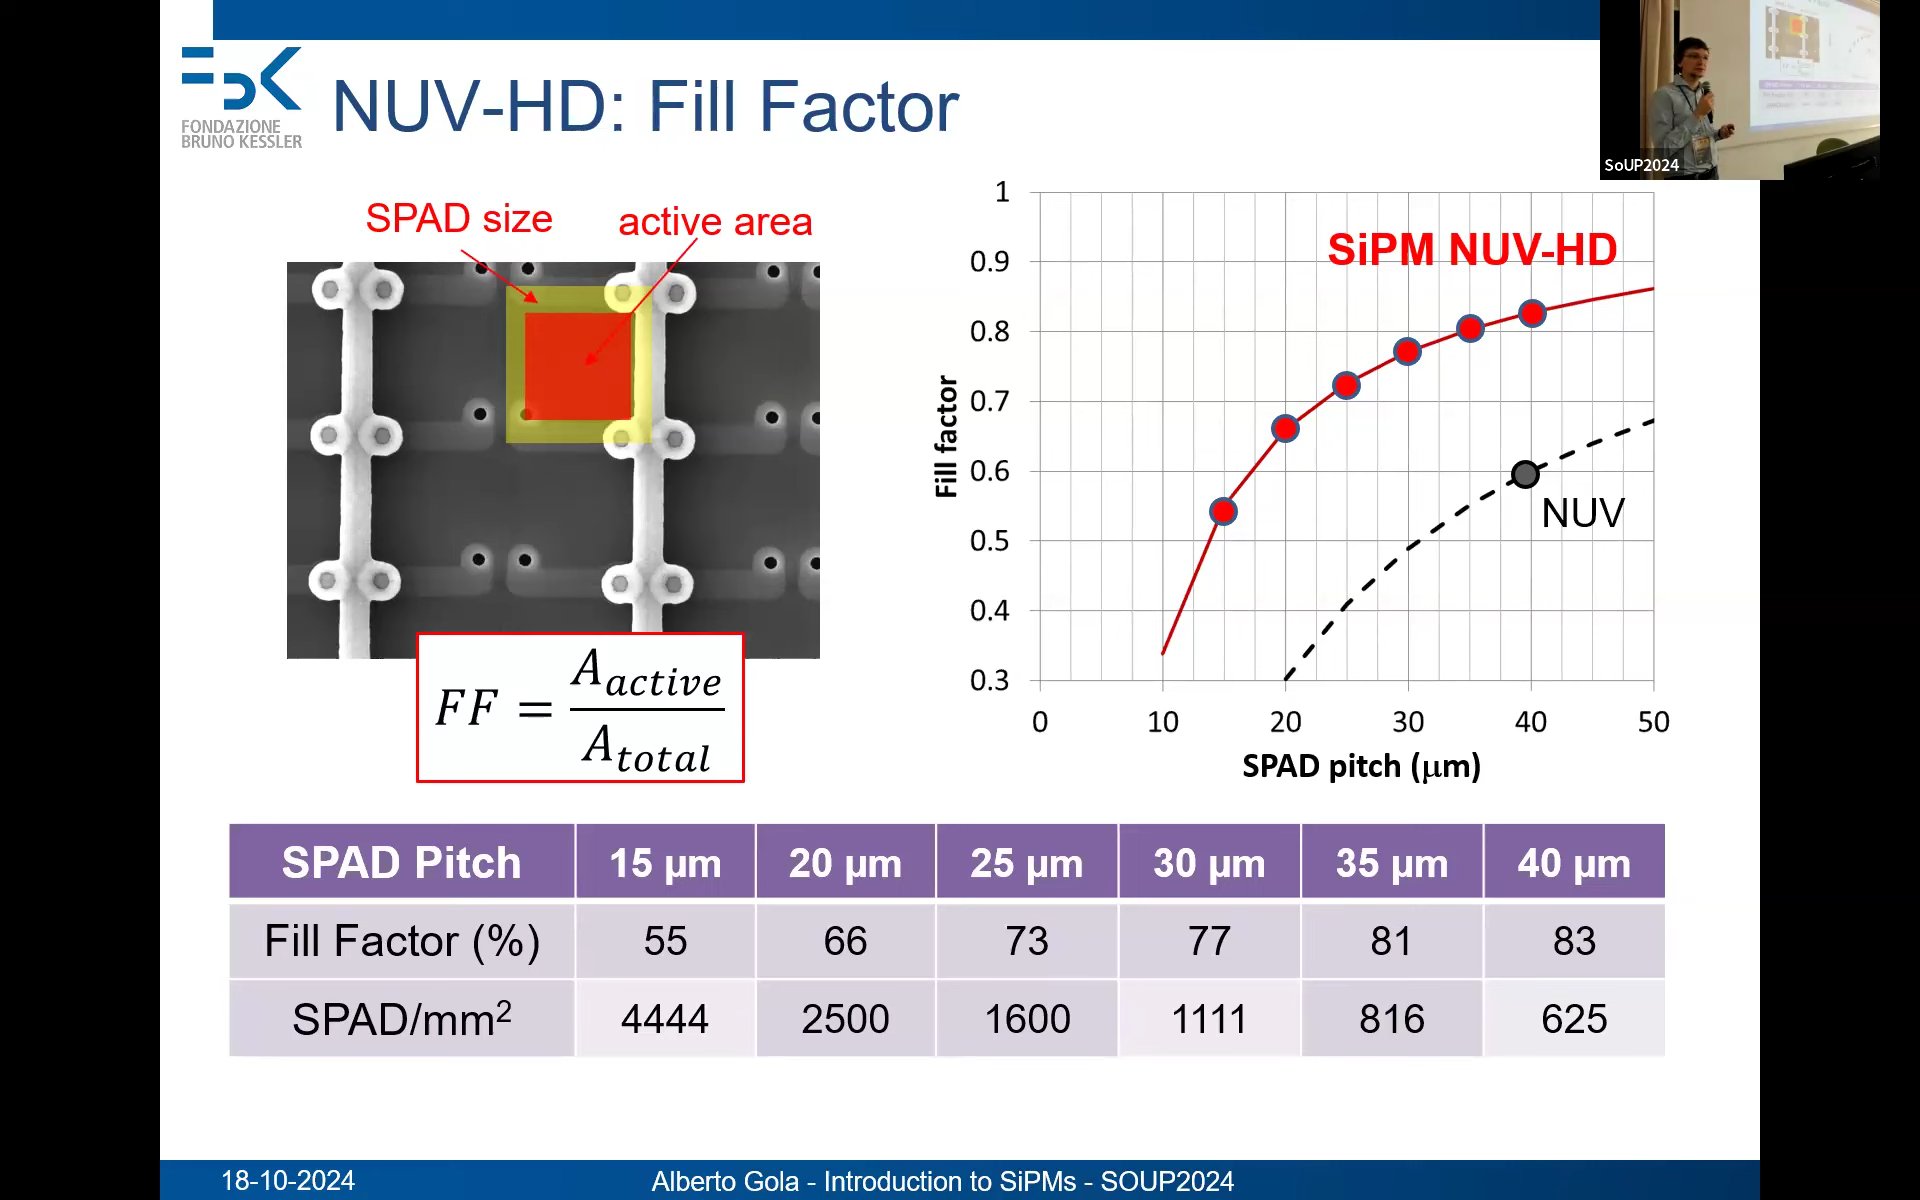 FONDAZIONE
BRUNO KESSLER
NUV-HD: Fill Factor
SoUP2024
SPAD size
active area
FF = A_active / A_total
SiPM NUV-HD
NUV
Fill factor
1
0.9
0.8
0.7
0.6
0.5
0.4
0.3
0 10 20 30 40 50
SPAD pitch (μm)
SPAD Pitch 15 µm 20 µm 25 µm 30 µm 35 µm 40 µm
Fill Factor (%) 55 66 73 77 81 83
SPAD/mm² 4444 2500 1600 1111 816 625
18-10-2024 Alberto Gola - Introduction to SiPMs - SOUP2024